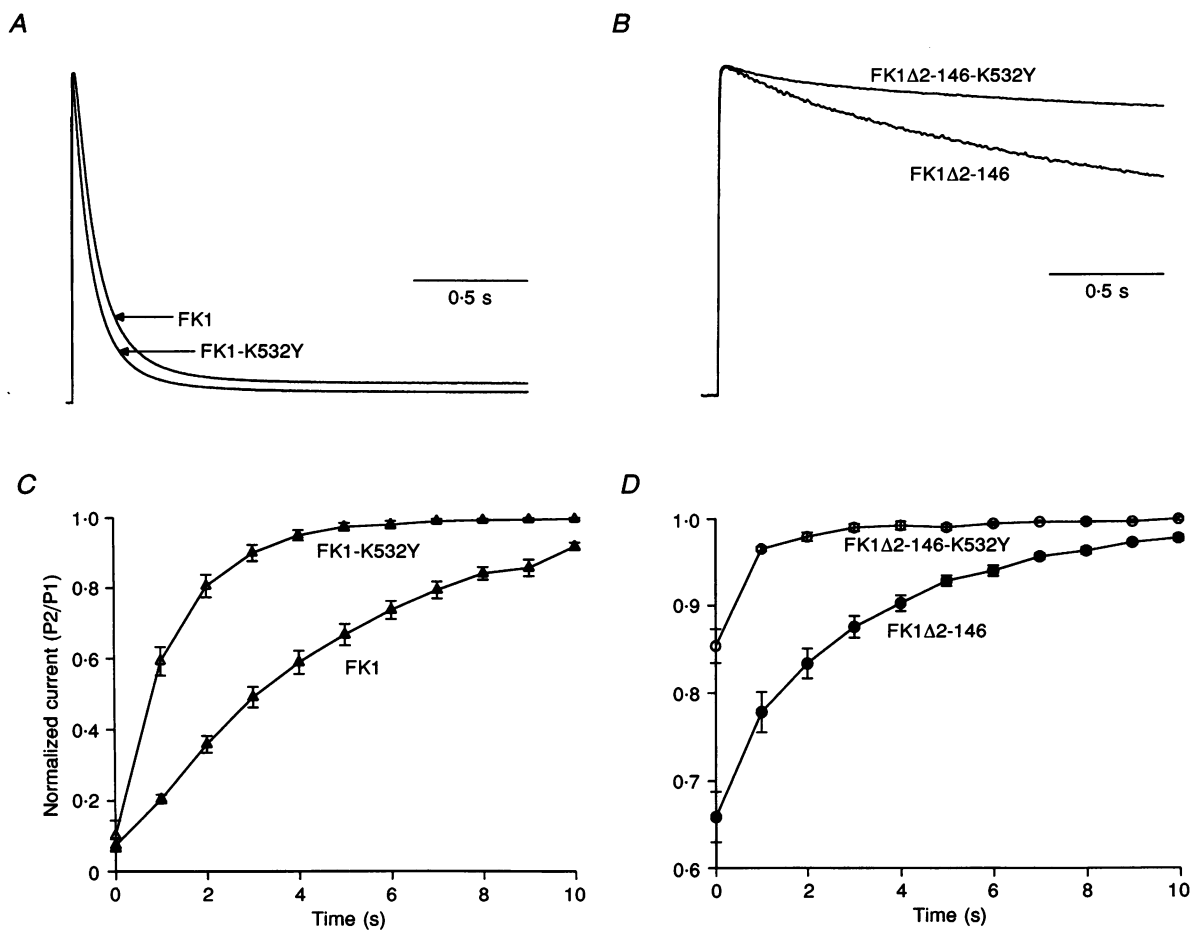 A
B
FK1Δ2-146-K532Y
FK1Δ2-146
0·5 s
0·5 s
FK1
FK1-K532Y
C
D
Normalized current (P2/P1)
1·0
0·8
0·6
0·4
0·2
0
FK1-K532Y
FK1
0 2 4 6 8 10
Time (s)
1·0
0·9
0·8
0·7
0·6
FK1Δ2-146-K532Y
FK1Δ2-146
0 2 4 6 8 10
Time (s)